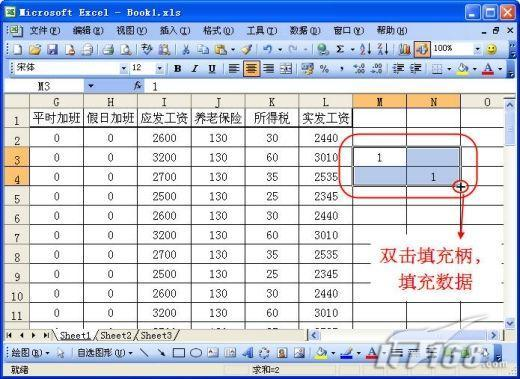 Microsoft Excel - Book1.xls
文件(F) 编辑(E) 视图(V) 插入(I) 格式(O) 工具(T) 数据(D) 窗口(W) 帮助(H)
100%
宋体 12 B I U
M3 fx 1
G H I J K L M N O
1 平时加班 假日加班 应发工资 养老保险 所得税 实发工资
2 0 0 2600 130 30 2440
3 0 0 3200 130 60 3010 1
4 0 0 2700 130 35 2535 1
5 0 0 2500 130 25 2345
6 0 0 2600 130 30 2440
7 0 0 3200 130 60 3010
8 0 0 2700 130 35 2535
9 0 0 2500 130 25 2345
10 0 0 2600 130 30 2440
11 0 0 3200 130 60 3010
双击填充柄,
填充数据
Sheet1 Sheet2 Sheet3
绘图(R) 自选图形(U)
就绪 求和=2
IT168.com